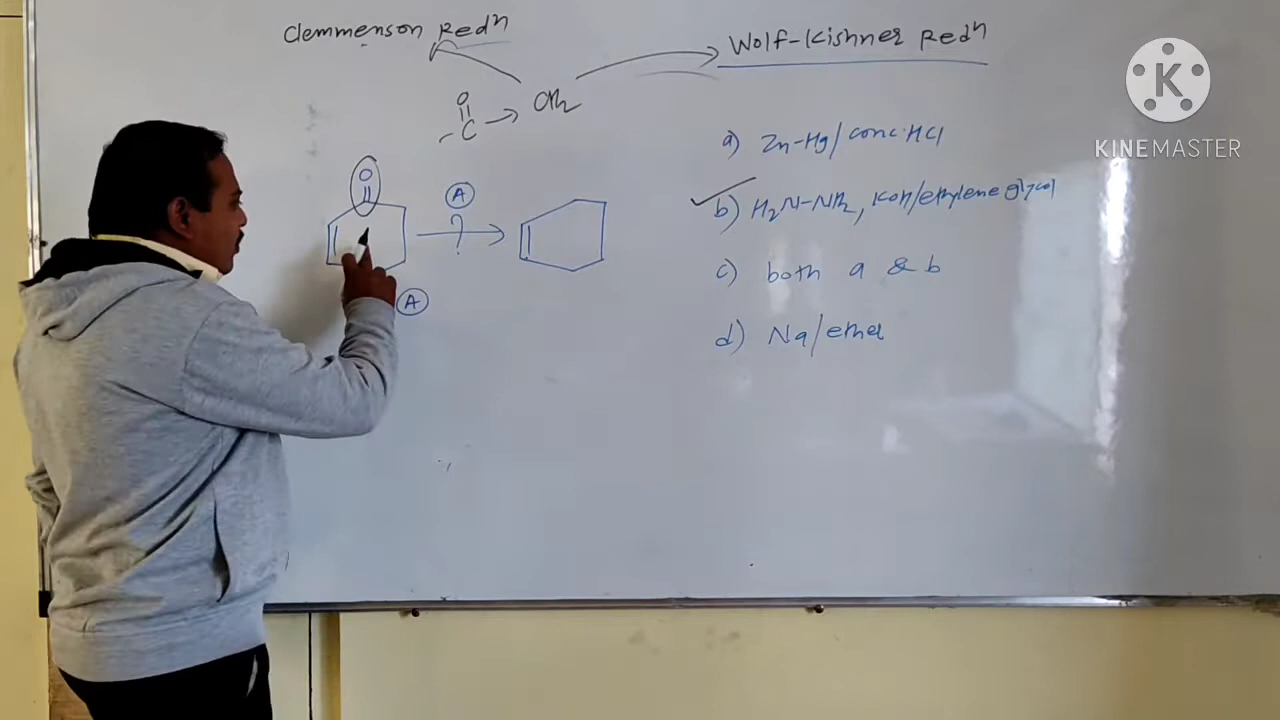 Clemmenson Redn
Wolf-Kishner Redn
O
||
C → CH2
a) Zn-Hg/conc.HCl
b) H2N-NH2, KOH/ethylene glycol
c) both a & b
d) Na/ether
O
A
?
A
K
KINEMASTER